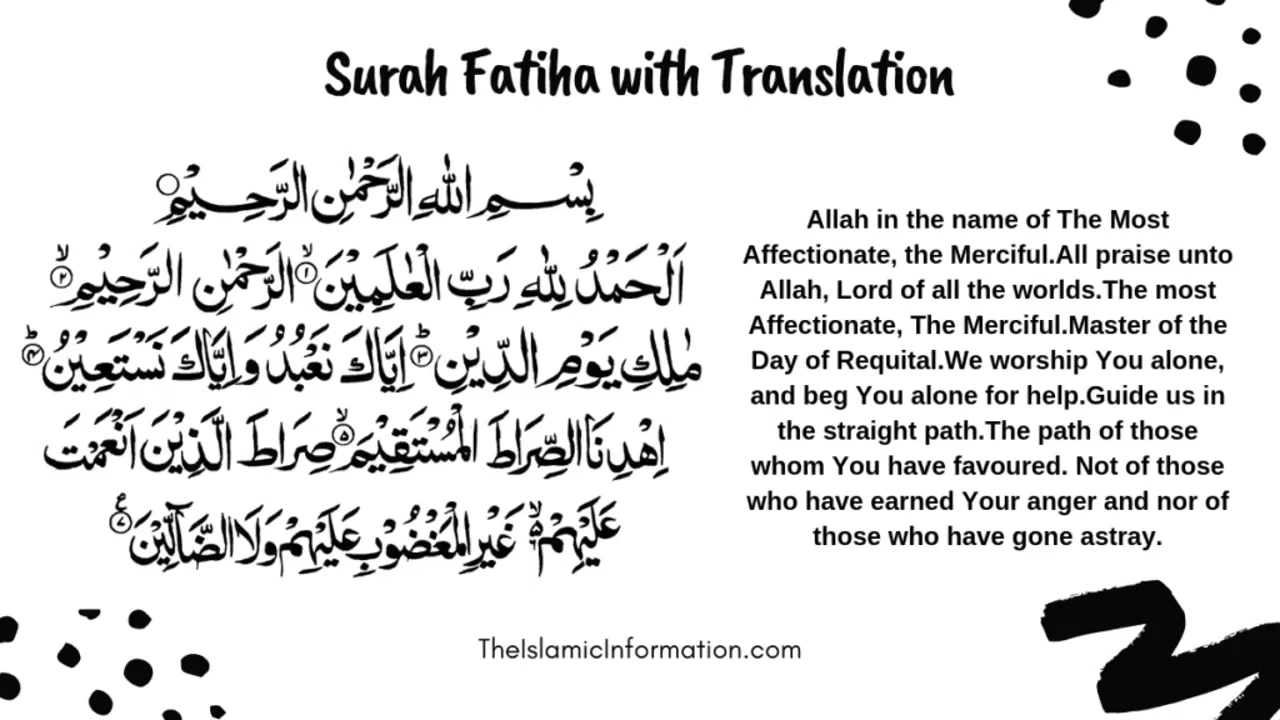 Surah Fatiha with Translation
بِسْمِ اللّٰهِ الرَّحْمٰنِ الرَّحِيْمِ
اَلْحَمْدُ لِلّٰهِ رَبِّ الْعٰلَمِيْنَ ۙ﴿۱﴾ الرَّحْمٰنِ الرَّحِيْمِ ۙ﴿۲﴾
مٰلِكِ يَوْمِ الدِّيْنِ ؕ﴿۳﴾ اِيَّاكَ نَعْبُدُ وَاِيَّاكَ نَسْتَعِيْنُ ؕ﴿۴﴾
اِهْدِنَا الصِّرَاطَ الْمُسْتَقِيْمَ ۙ﴿۵﴾ صِرَاطَ الَّذِيْنَ اَنْعَمْتَ
عَلَيْهِمْ ۙ۬ غَيْرِ الْمَغْضُوْبِ عَلَيْهِمْ وَلَا الضَّآلِّيْنَ ﴿۷﴾
Allah in the name of The Most
Affectionate, the Merciful.All praise unto
Allah, Lord of all the worlds.The most
Affectionate, The Merciful.Master of the
Day of Requital.We worship You alone,
and beg You alone for help.Guide us in
the straight path.The path of those
whom You have favoured. Not of those
who have earned Your anger and nor of
those who have gone astray.
TheIslamicInformation.com